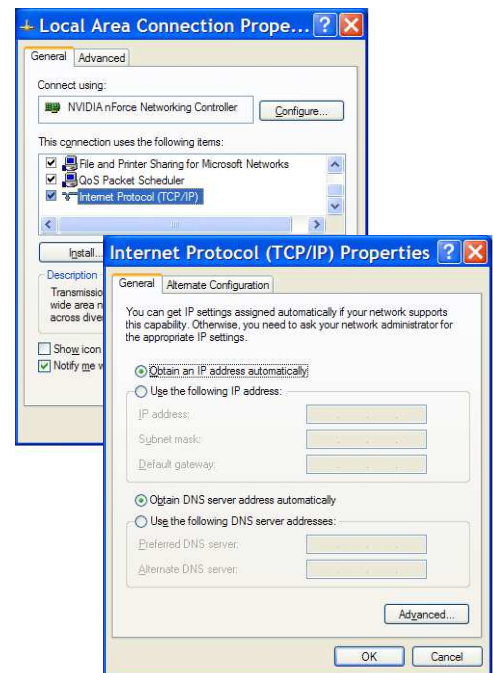 Local Area Connection Prope...
General Advanced
Connect using:
NVIDIA nForce Networking Controller Configure...
This connection uses the following items:
File and Printer Sharing for Microsoft Networks
QoS Packet Scheduler
Internet Protocol (TCP/IP)
Install...
Description
Transmissio
wide area n
across dive
Show icon
Notify me w
Internet Protocol (TCP/IP) Properties
General Alternate Configuration
You can get IP settings assigned automatically if your network supports
this capability. Otherwise, you need to ask your network administrator for
the appropriate IP settings.
Obtain an IP address automatically
Use the following IP address:
IP address:
Subnet mask:
Default gateway:
Obtain DNS server address automatically
Use the following DNS server addresses:
Preferred DNS server:
Alternate DNS server:
Advanced...
OK Cancel